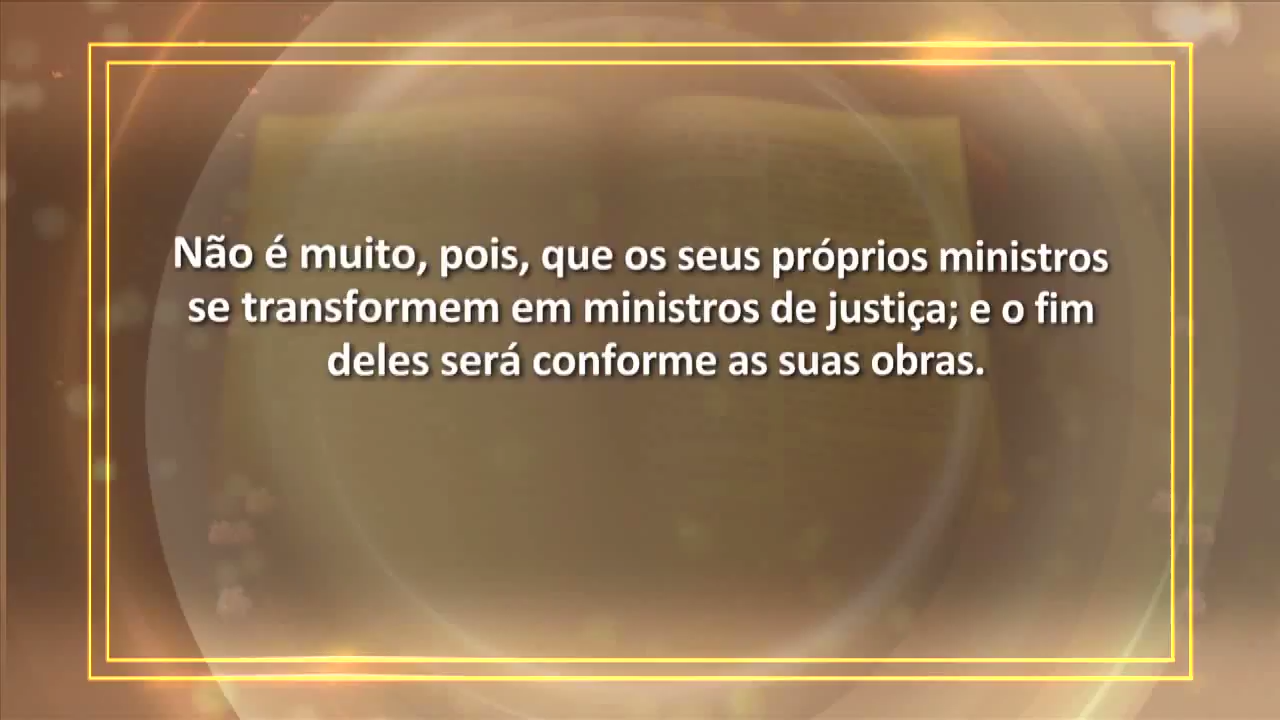 Não é muito, pois, que os seus próprios ministros
se transformem em ministros de justiça; e o fim
deles será conforme as suas obras.